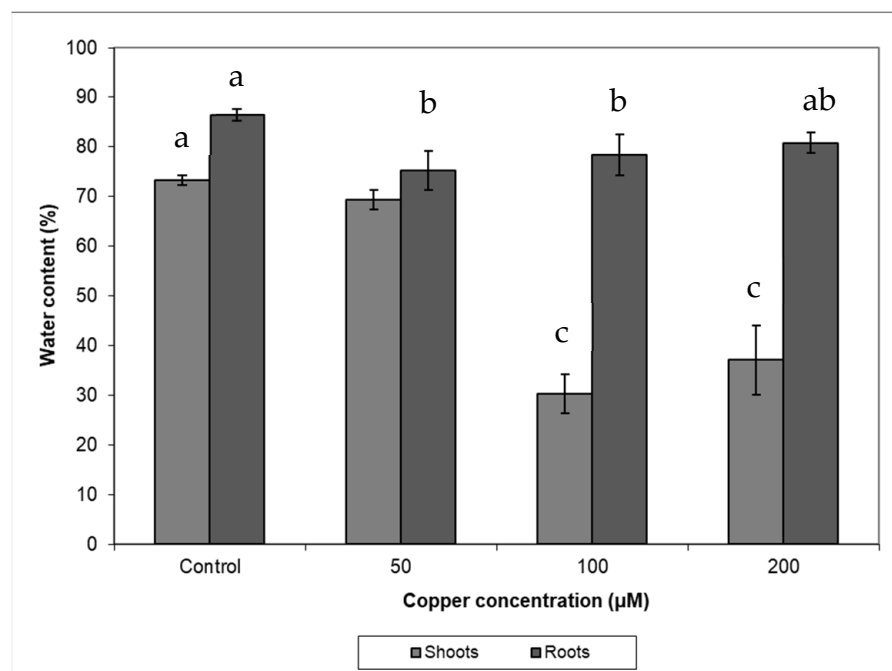 100
90
80
70
60
50
40
30
20
10
0
Water content (%)
a
a
b
b
ab
c
c
Control 50 100 200
Copper concentration (µM)
Shoots Roots